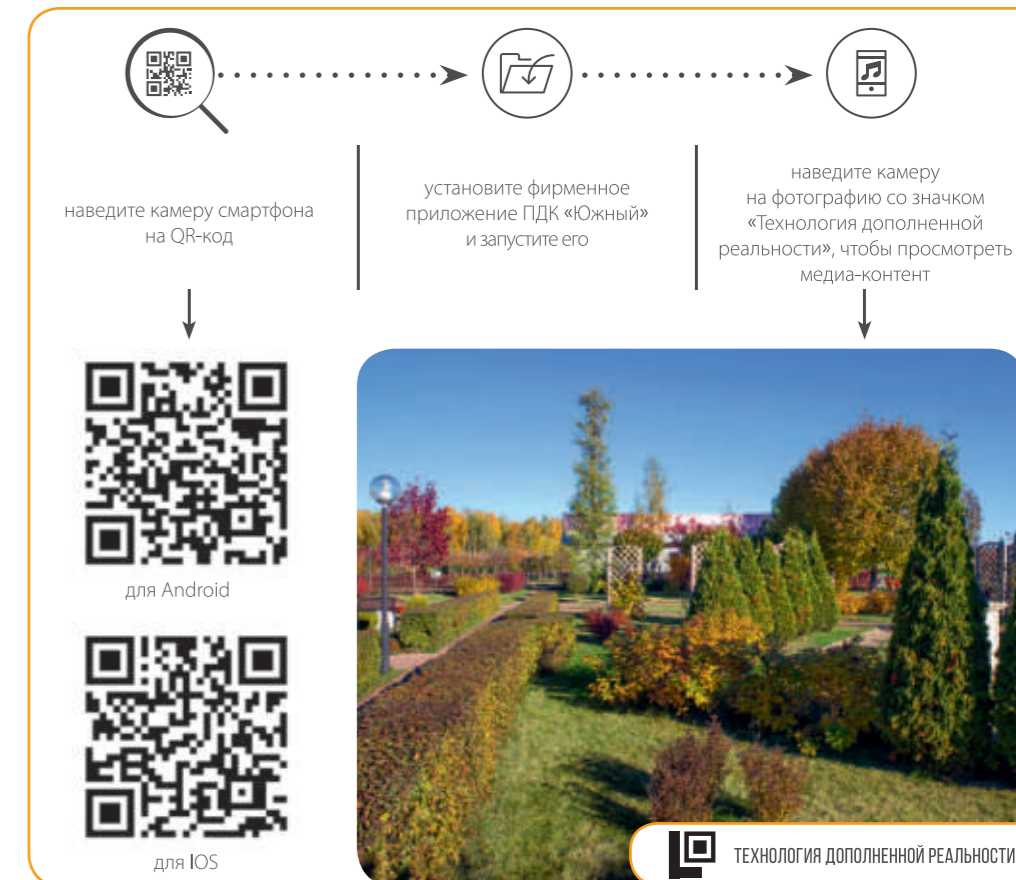 наведите камеру смартфона
на QR-код
установите фирменное
приложение ПДК «Южный»
и запустите его
наведите камеру
на фотографию со значком
«Технология дополненной
реальности», чтобы просмотреть
медиа-контент
для Android
для IOS
ТЕХНОЛОГИЯ ДОПОЛНЕННОЙ РЕАЛЬНОСТИ